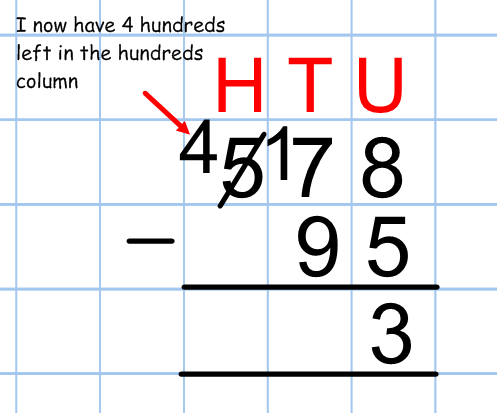 I now have 4 hundreds
left in the hundreds
column
H T U
4 5 1 7 8
− 9 5
3